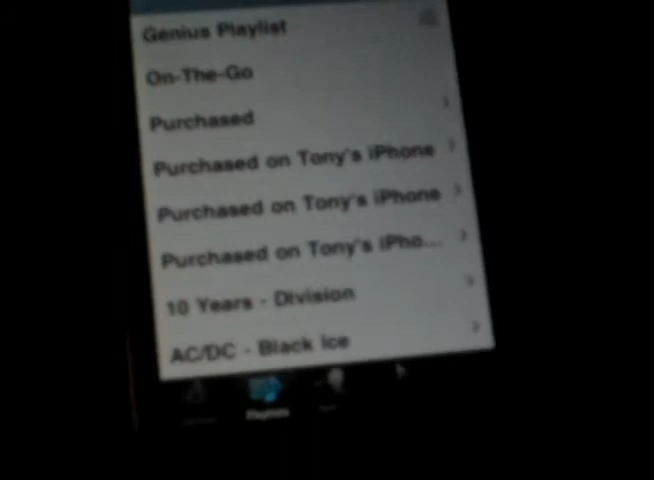 Genius Playlist
On-The-Go
Purchased
Purchased on Tony's iPhone
Purchased on Tony's iPhone
Purchased on Tony's iPho...
10 Years - Division
AC/DC - Black Ice
Playlists